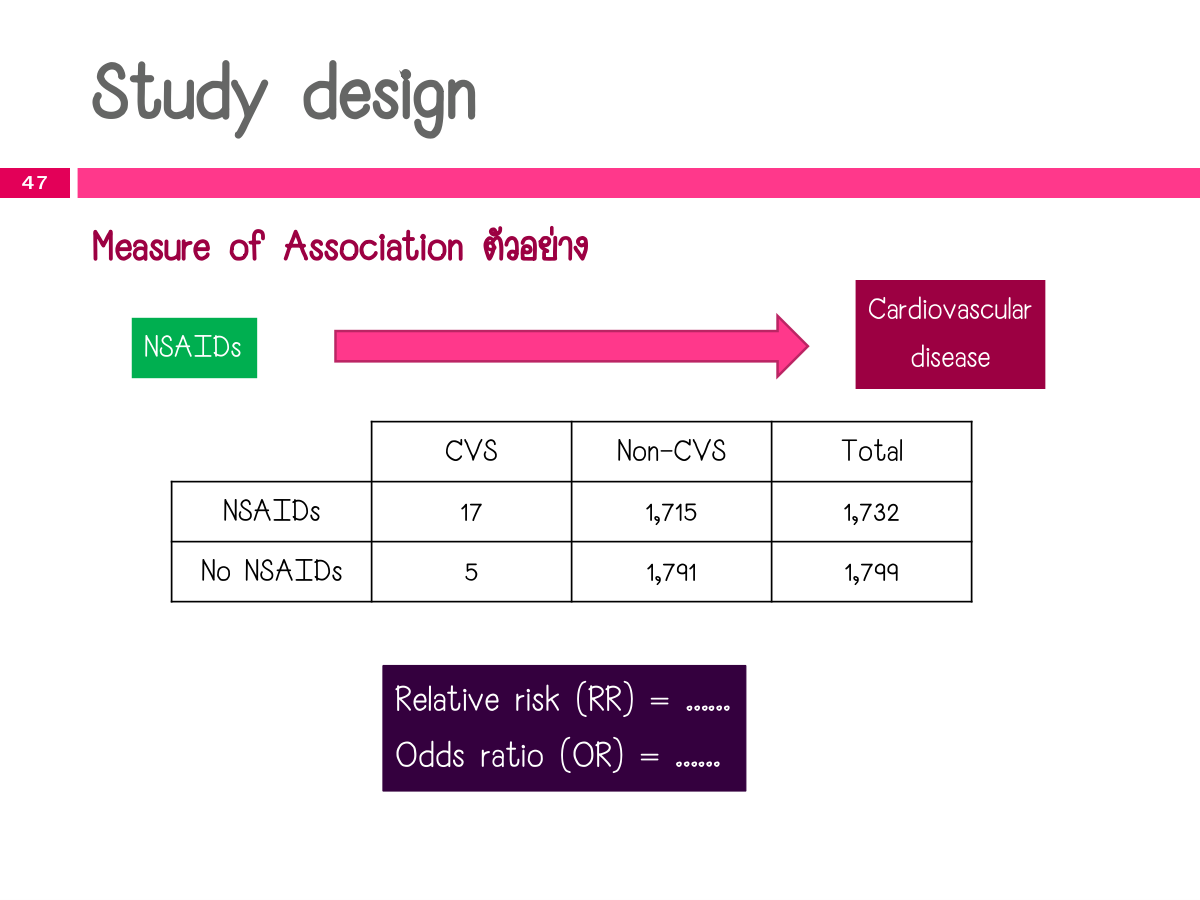 Study design
47
Measure of Association ตัวอย่าง
NSAIDs
Cardiovascular
disease
CVS Non-CVS Total
NSAIDs 17 1,715 1,732
No NSAIDs 5 1,791 1,799
Relative risk (RR) = ......
Odds ratio (OR) = ......